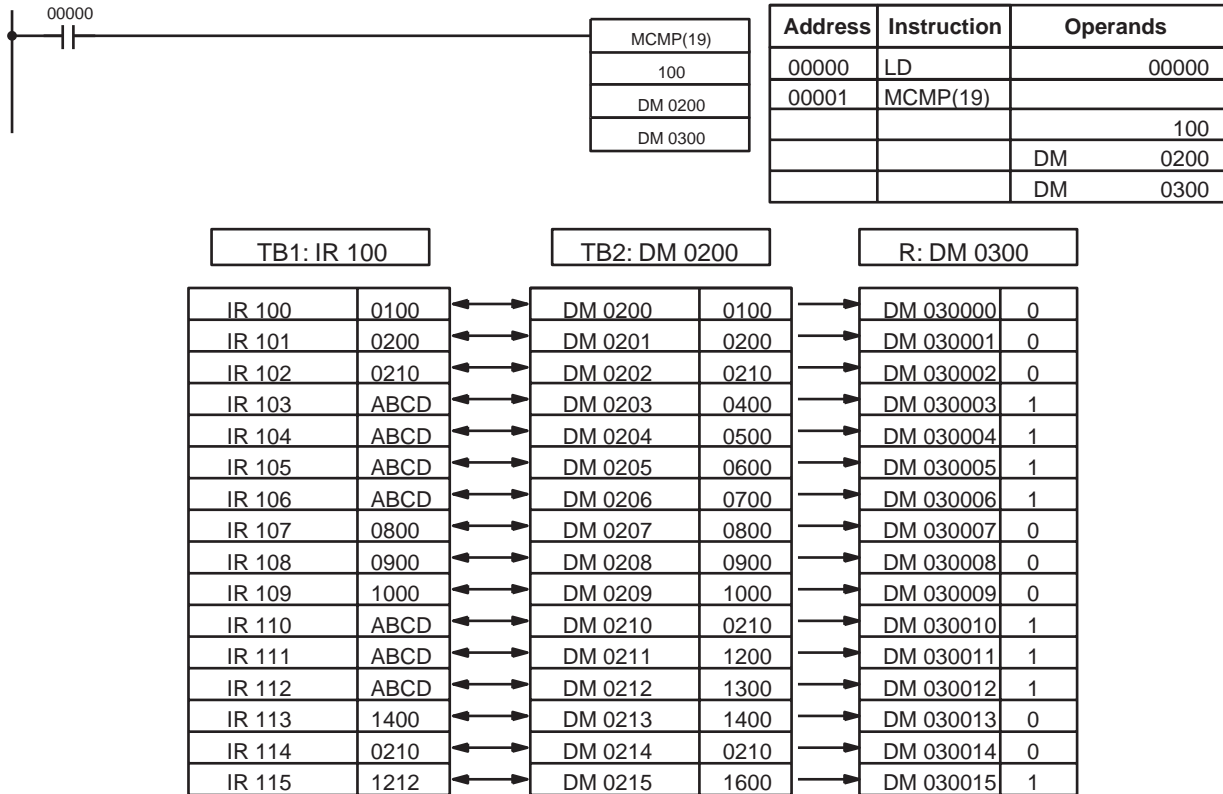 00000
MCMP(19)
100
DM 0200
DM 0300
Address Instruction Operands
00000 LD 00000
00001 MCMP(19)
100
DM 0200
DM 0300
TB1: IR 100 TB2: DM 0200 R: DM 0300
IR 100 0100 DM 0200 0100 DM 030000 0
IR 101 0200 DM 0201 0200 DM 030001 0
IR 102 0210 DM 0202 0210 DM 030002 0
IR 103 ABCD DM 0203 0400 DM 030003 1
IR 104 ABCD DM 0204 0500 DM 030004 1
IR 105 ABCD DM 0205 0600 DM 030005 1
IR 106 ABCD DM 0206 0700 DM 030006 1
IR 107 0800 DM 0207 0800 DM 030007 0
IR 108 0900 DM 0208 0900 DM 030008 0
IR 109 1000 DM 0209 1000 DM 030009 0
IR 110 ABCD DM 0210 0210 DM 030010 1
IR 111 ABCD DM 0211 1200 DM 030011 1
IR 112 ABCD DM 0212 1300 DM 030012 1
IR 113 1400 DM 0213 1400 DM 030013 0
IR 114 0210 DM 0214 0210 DM 030014 0
IR 115 1212 DM 0215 1600 DM 030015 1